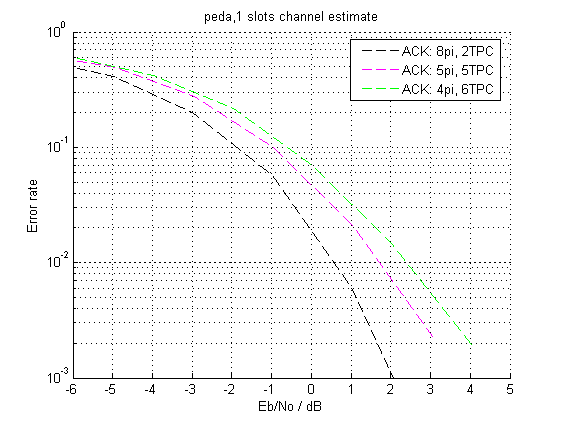 peda,1 slots channel estimate
ACK: 8pi, 2TPC
ACK: 5pi, 5TPC
ACK: 4pi, 6TPC
Error rate
10^0
10^-1
10^-2
10^-3
-6 -5 -4 -3 -2 -1 0 1 2 3 4 5
Eb/No / dB